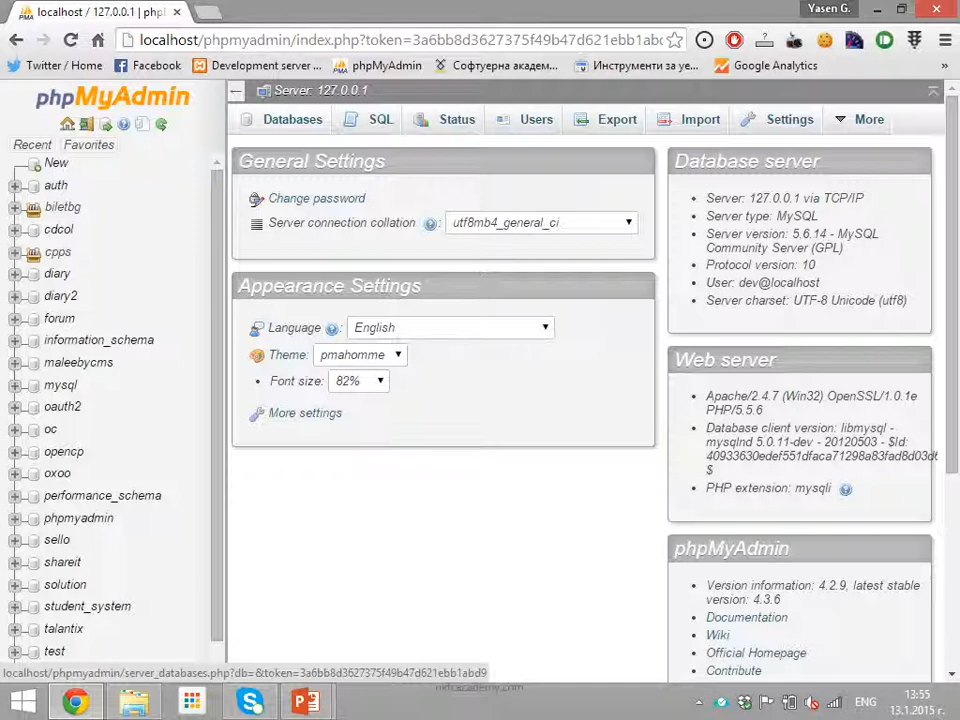 localhost / 127.0.0.1 | phpl
Yasen G.
localhost/phpmyadmin/index.php?token=3a6bb8d3627375f49b47d621ebb1abc
Twitter / Home
Facebook
Development server ...
phpMyAdmin
Софтуерна академ...
Инструменти за уе...
Google Analytics
»
phpMyAdmin
Recent
Favorites
New
auth
biletbg
cdcol
cpps
diary
diary2
forum
information_schema
maleebycms
mysql
oauth2
oc
opencp
oxoo
performance_schema
phpmyadmin
sello
shareit
solution
student_system
talantix
test
Server: 127.0.0.1
Databases
SQL
Status
Users
Export
Import
Settings
More
General Settings
Change password
Server connection collation
:
utf8mb4_general_ci
Appearance Settings
Language
:
English
Theme:
pmahomme
Font size:
82%
More settings
Database server
Server: 127.0.0.1 via TCP/IP
Server type: MySQL
Server version: 5.6.14 - MySQL
Community Server (GPL)
Protocol version: 10
User: dev@localhost
Server charset: UTF-8 Unicode (utf8)
Web server
Apache/2.4.7 (Win32) OpenSSL/1.0.1e
PHP/5.5.6
Database client version: libmysql -
mysqlnd 5.0.11-dev - 20120503 - $Id:
40933630edef551dfaca71298a83fad8d03dt
$
PHP extension: mysqli
phpMyAdmin
Version information: 4.2.9, latest stable
version: 4.3.6
Documentation
Wiki
Official Homepage
Contribute
localhost/phpmyadmin/server_databases.php?db=&token=3a6bb8d3627375f49b47d621ebb1abd9
ЕНГ
13:55
13.1.2015 г.